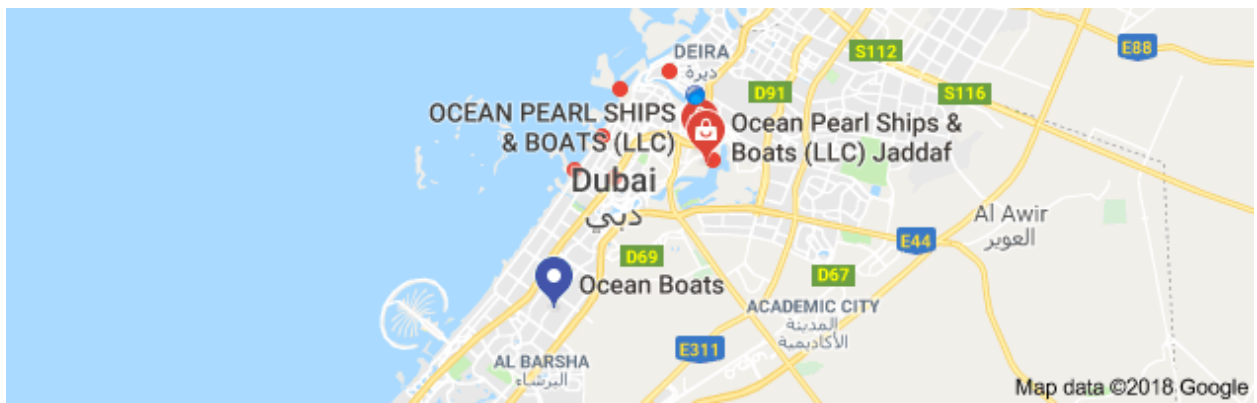 DEIRA
ديرة
S112
E88
D91
S116
OCEAN PEARL SHIPS
& BOATS (LLC)
Ocean Pearl Ships &
Boats (LLC) Jaddaf
Dubai
دبي
Al Awir
العوير
E44
D69
D67
Ocean Boats
ACADEMIC CITY
المدينة
الأكاديمية
E311
AL BARSHA
البرشاء
Map data ©2018 Google